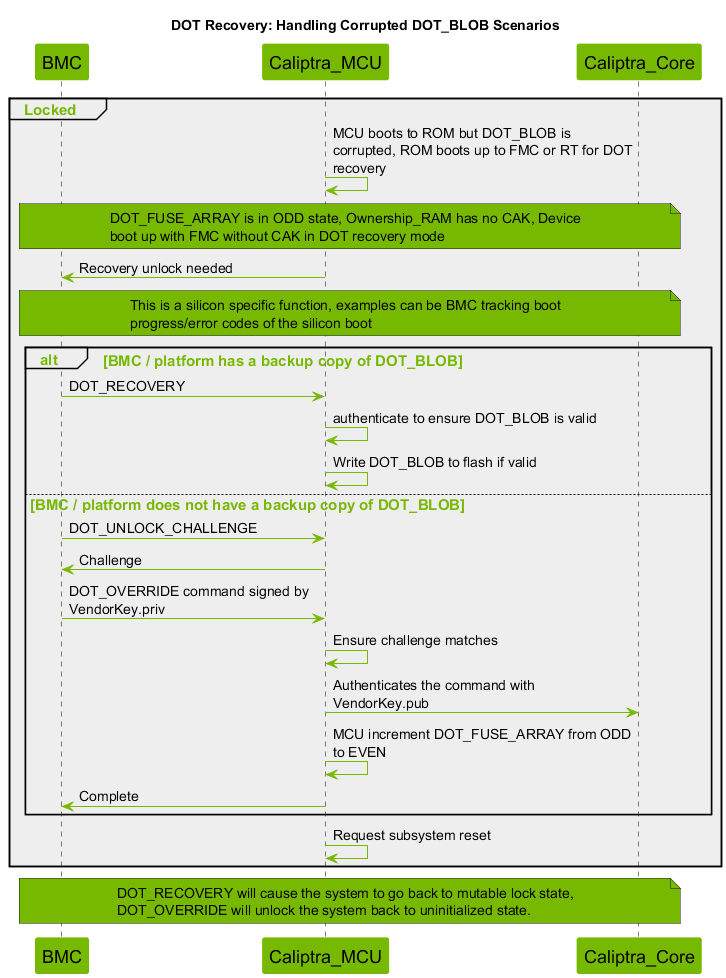 DOT Recovery: Handling Corrupted DOT_BLOB Scenarios
BMC
Caliptra_MCU
Caliptra_Core
Locked
MCU boots to ROM but DOT_BLOB is
corrupted, ROM boots up to FMC or RT for DOT
recovery
DOT_FUSE_ARRAY is in ODD state, Ownership_RAM has no CAK, Device
boot up with FMC without CAK in DOT recovery mode
Recovery unlock needed
This is a silicon specific function, examples can be BMC tracking boot
progress/error codes of the silicon boot
alt
[BMC / platform has a backup copy of DOT_BLOB]
DOT_RECOVERY
authenticate to ensure DOT_BLOB is valid
Write DOT_BLOB to flash if valid
[BMC / platform does not have a backup copy of DOT_BLOB]
DOT_UNLOCK_CHALLENGE
Challenge
DOT_OVERRIDE command signed by
VendorKey.priv
Ensure challenge matches
Authenticates the command with
VendorKey.pub
MCU increment DOT_FUSE_ARRAY from ODD
to EVEN
Complete
Request subsystem reset
DOT_RECOVERY will cause the system to go back to mutable lock state,
DOT_OVERRIDE will unlock the system back to uninitialized state.
BMC
Caliptra_MCU
Caliptra_Core